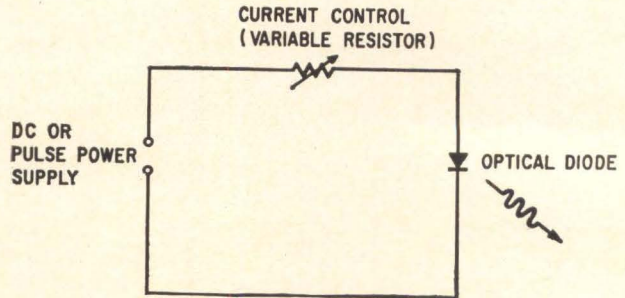 CURRENT CONTROL
(VARIABLE RESISTOR)
DC OR
PULSE POWER
SUPPLY
OPTICAL DIODE